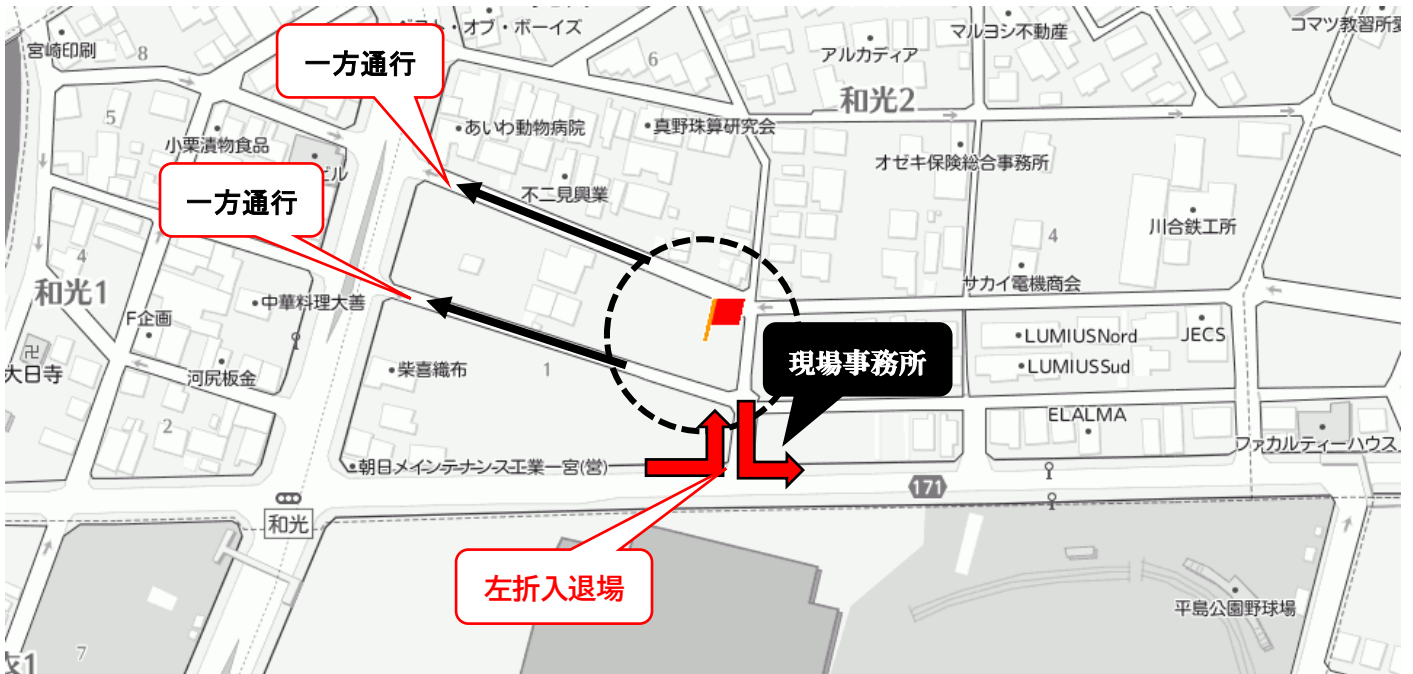 ベスト・オブ・ボーイズ
マルヨシ不動産
コマツ教習所愛
宮崎印刷
8
一方通行
6
アルカディア
和光2
5
小栗漬物食品
あいわ動物病院
真野珠算研究会
オゼキ保険総合事務所
ビル
一方通行
不二見興業
川合鉄工所
4
4
和光1
サカイ電機商会
中華料理大善
F企画
LUMIUSNord
JECS
卍
大日寺
河尻板金
柴喜織布
1
現場事務所
LUMIUSSud
ELALMA
2
ファカルティーハウス
朝日メインテナンス工業一宮(営)
171
和光
左折入退場
平島公園野球場
7
衣1